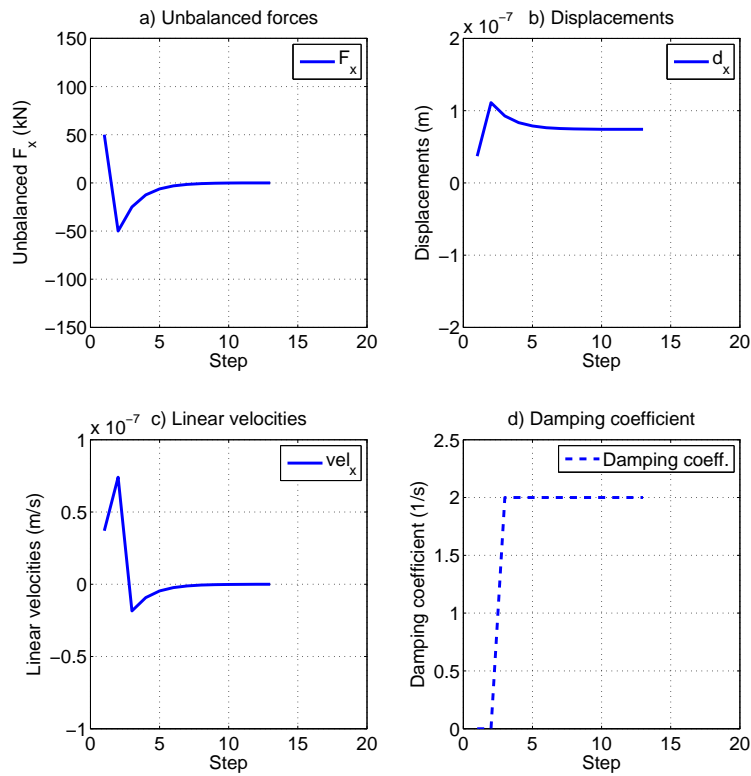 a) Unbalanced forces
150
100
50
0
−50
−100
−150
0
5
10
15
20
Step
Unbalanced F_x (kN)
F_x
b) Displacements
x 10^−7
2
1
0
−1
−2
0
5
10
15
20
Step
Displacements (m)
d_x
c) Linear velocities
x 10^−7
1
0.5
0
−0.5
−1
0
5
10
15
20
Step
Linear velocities (m/s)
vel_x
d) Damping coefficient
2.5
2
1.5
1
0.5
0
0
5
10
15
20
Step
Damping coefficient (1/s)
Damping coeff.